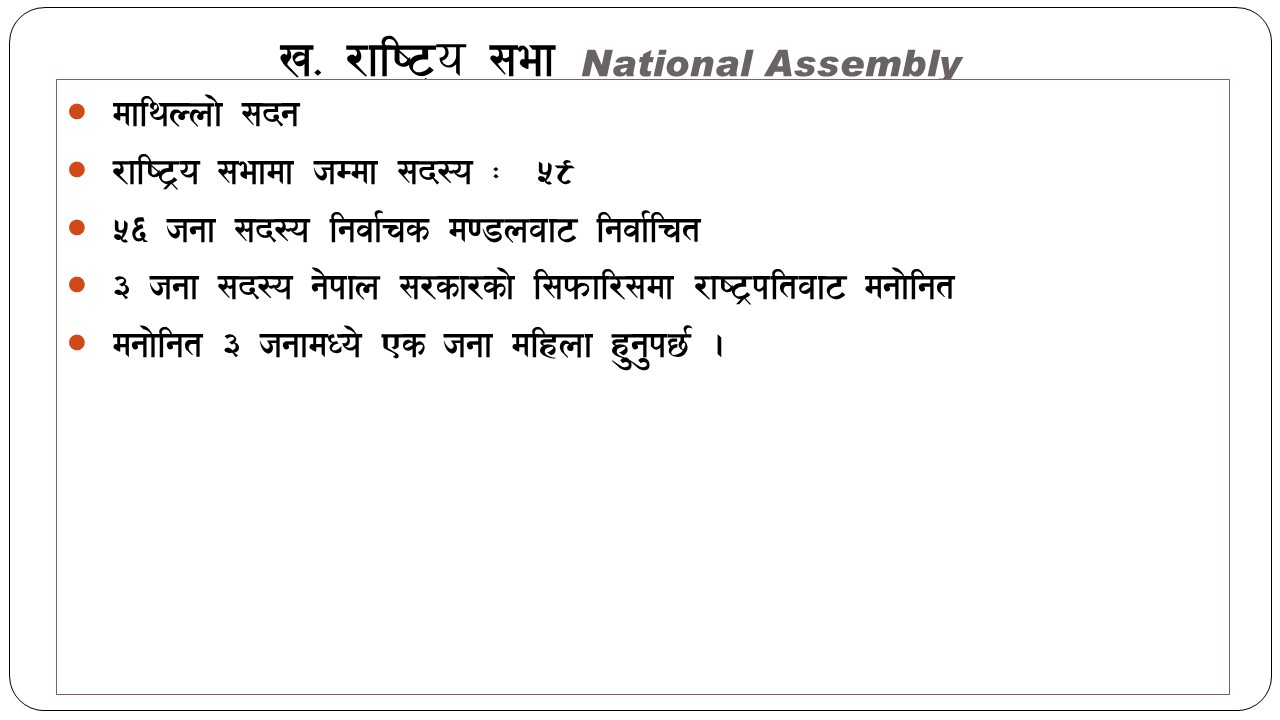 ख. राष्ट्रिय सभा National Assembly
माथिल्लो सदन
राष्ट्रिय सभामा जम्मा सदस्य : ५९
५६ जना सदस्य निर्वाचक मण्डलवाट निर्वाचित
३ जना सदस्य नेपाल सरकारको सिफारिसमा राष्ट्रपतिवाट मनोनित
मनोनित ३ जनामध्ये एक जना महिला हुनुपर्छ ।